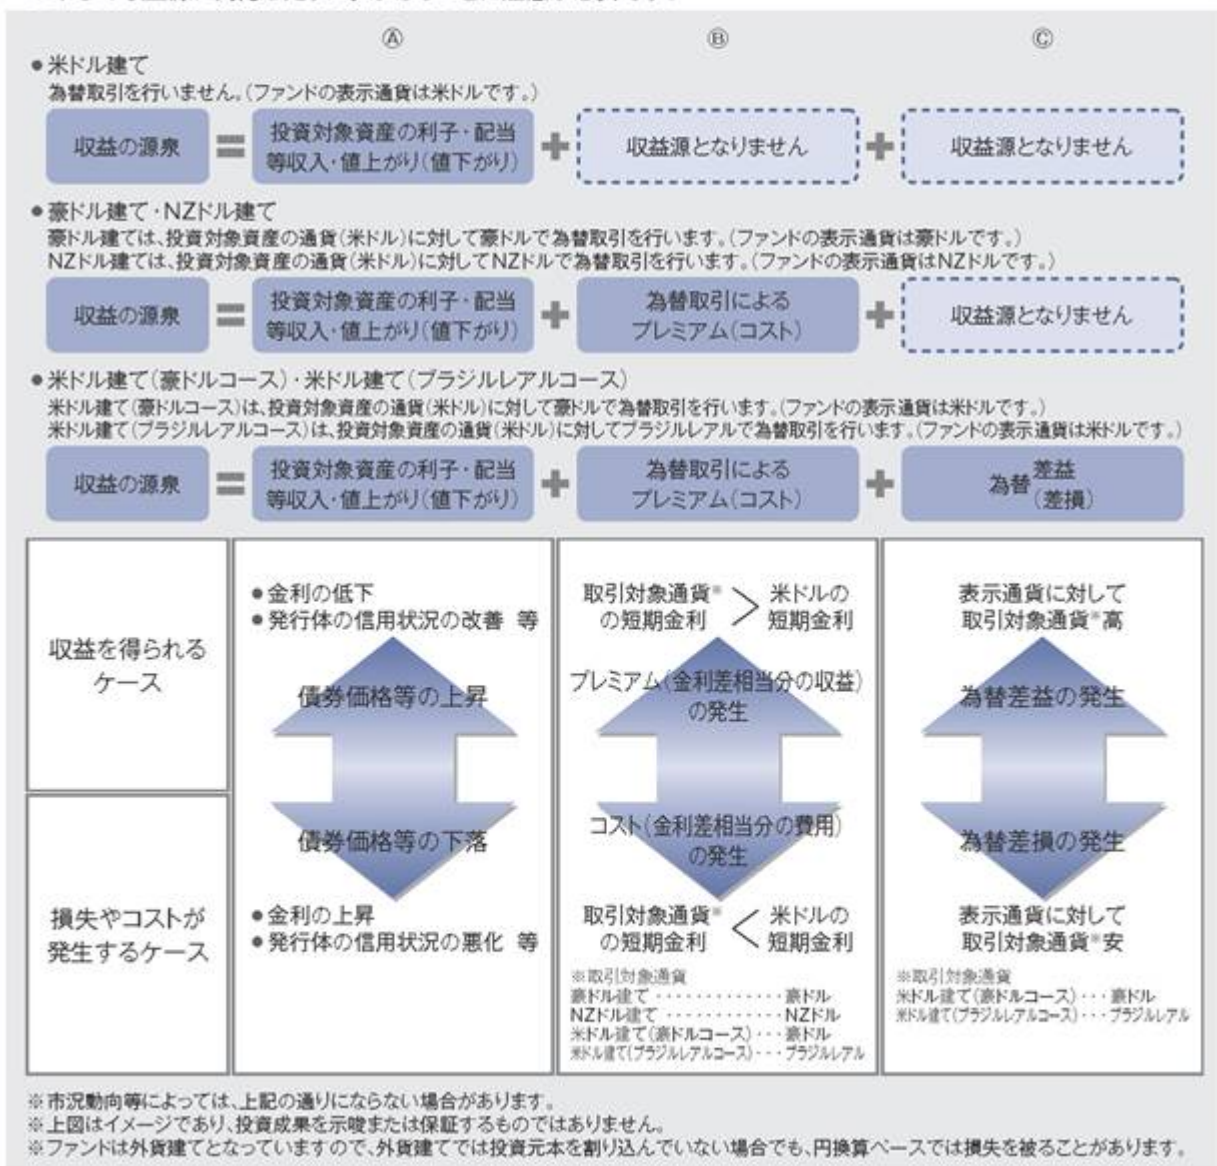 Ⓐ Ⓑ Ⓒ
●米ドル建て
為替取引を行いません。(ファンドの表示通貨は米ドルです。)
収益の源泉 = 投資対象資産の利子・配当 + 収益源となりません + 収益源となりません
等収入・値上がり(値下がり)
●豪ドル建て・NZドル建て
豪ドル建ては、投資対象資産の通貨(米ドル)に対して豪ドルで為替取引を行います。(ファンドの表示通貨は豪ドルです。)
NZドル建ては、投資対象資産の通貨(米ドル)に対してNZドルで為替取引を行います。(ファンドの表示通貨はNZドルです。)
収益の源泉 = 投資対象資産の利子・配当 + 為替取引による + 収益源となりません
等収入・値上がり(値下がり) プレミアム(コスト)
●米ドル建て(豪ドルコース)・米ドル建て(ブラジルレアルコース)
米ドル建て(豪ドルコース)は、投資対象資産の通貨(米ドル)に対して豪ドルで為替取引を行います。(ファンドの表示通貨は米ドルです。)
米ドル建て(ブラジルレアルコース)は、投資対象資産の通貨(米ドル)に対してブラジルレアルで為替取引を行います。(ファンドの表示通貨は米ドルです。)
収益の源泉 = 投資対象資産の利子・配当 + 為替取引による + 為替 差益
等収入・値上がり(値下がり) プレミアム(コスト) (差損)
収益を得られる
ケース
●金利の低下
●発行体の信用状況の改善 等
債券価格等の上昇
取引対象通貨※ > 米ドルの
の短期金利 短期金利
プレミアム(金利差相当分の収益)
の発生
表示通貨に対して
取引対象通貨※高
為替差益の発生
損失やコストが
発生するケース
債券価格等の下落
●金利の上昇
●発行体の信用状況の悪化 等
コスト(金利差相当分の費用)
の発生
取引対象通貨※ < 米ドルの
の短期金利 短期金利
※取引対象通貨
豪ドル建て・・・・・・・・・・・・・豪ドル
NZドル建て・・・・・・・・・・・・NZドル
米ドル建て(豪ドルコース)・・・豪ドル
米ドル建て(ブラジルレアルコース)・・・ブラジルレアル
為替差損の発生
表示通貨に対して
取引対象通貨※安
※取引対象通貨
米ドル建て(豪ドルコース)・・・豪ドル
米ドル建て(ブラジルレアルコース)・・・ブラジルレアル
※市況動向等によっては、上記の通りにならない場合があります。
※上図はイメージであり、投資成果を示唆または保証するものではありません。
※ファンドは外貨建てとなっていますので、外貨建てでは投資元本を割り込んでいない場合でも、円換算ベースでは損失を被ることがあります。